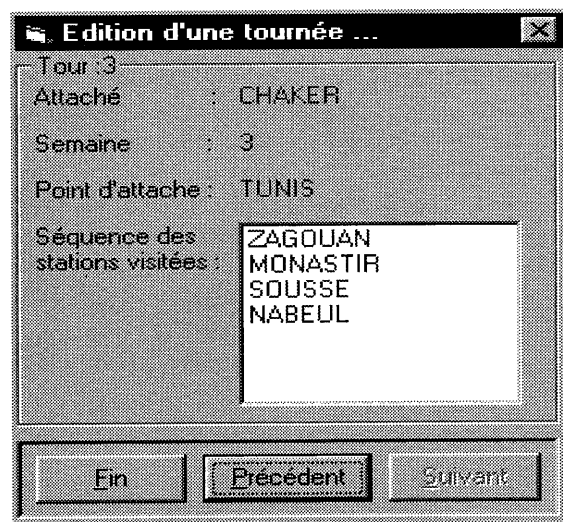 Edition d'une tournée ...
Tour :3
Attaché : CHAKER
Semaine : 3
Point d'attache : TUNIS
Séquence des
stations visitées :
ZAGOUAN
MONASTIR
SOUSSE
NABEUL
Fin Précédent Suivant